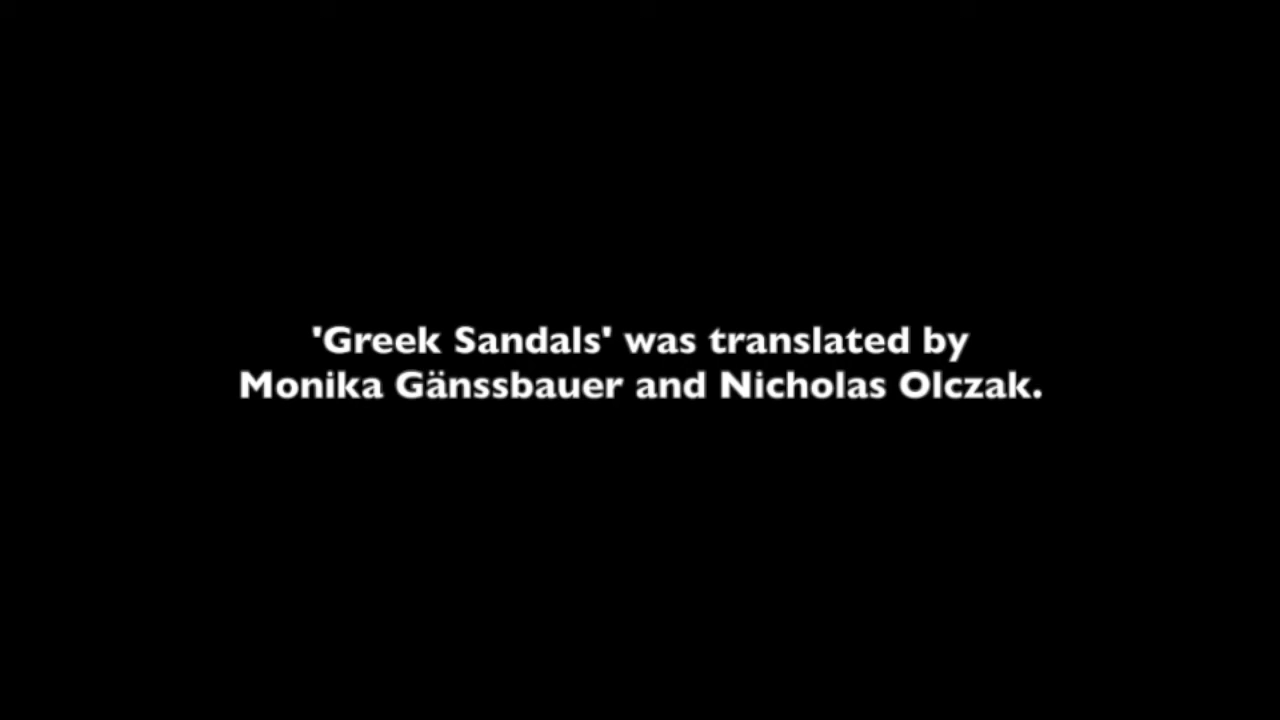 'Greek Sandals' was translated by
Monika Gänssbauer and Nicholas Olczak.